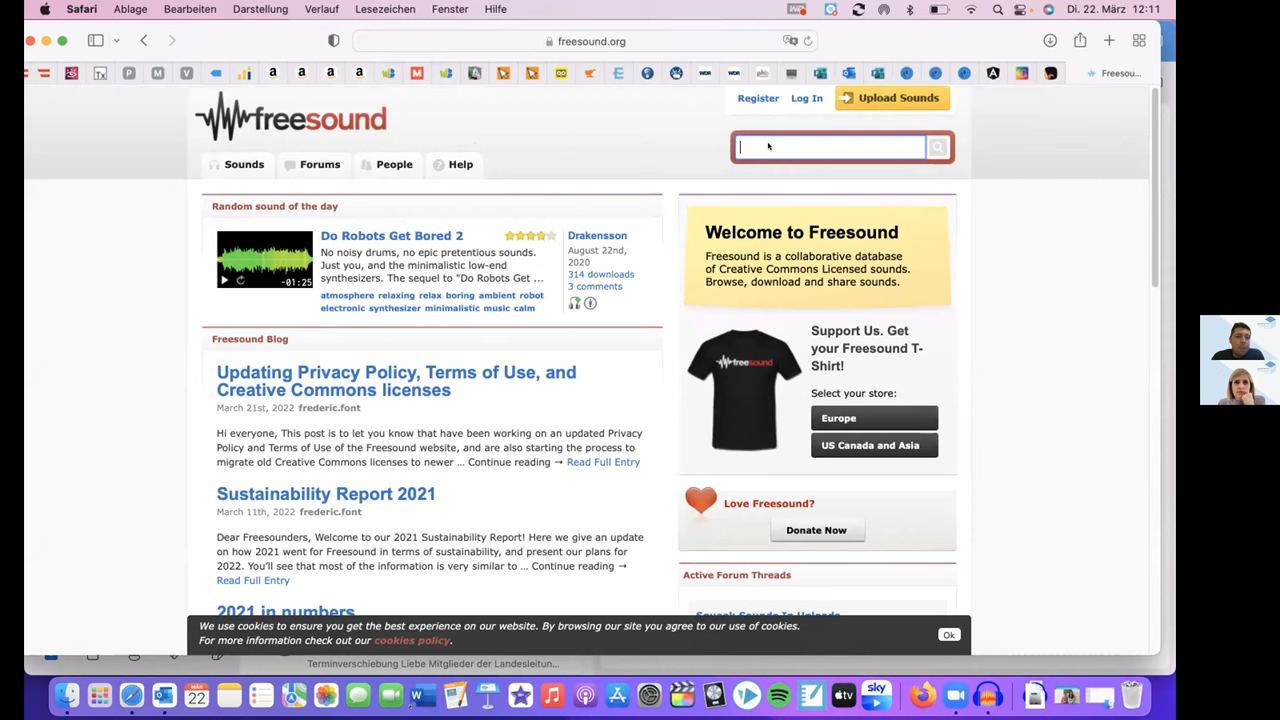 Safari Ablage Bearbeiten Darstellung Verlauf Lesezeichen Fenster Hilfe Di. 22. März 12:11
freesound.org
Tx P M V a a a a M WDR WDR A Freesou...
freesound
Register Log In Upload Sounds
Sounds Forums People Help
Random sound of the day
Do Robots Get Bored 2
No noisy drums, no epic pretentious sounds.
Just you, and the minimalistic low-end
synthesizers. The sequel to "Do Robots Get ...
atmosphere relaxing relax boring ambient robot
electronic synthesizer minimalistic music calm
-01:25
Drakensson
August 22nd,
2020
314 downloads
3 comments
Welcome to Freesound
Freesound is a collaborative database
of Creative Commons Licensed sounds.
Browse, download and share sounds.
Freesound Blog
Updating Privacy Policy, Terms of Use, and
Creative Commons licenses
March 21st, 2022 frederic.font
Hi everyone, This post is to let you know that have been working on an updated Privacy
Policy and Terms of Use of the Freesound website, and are also starting the process to
migrate old Creative Commons licenses to newer ... Continue reading → Read Full Entry
freesound
Support Us. Get
your Freesound T-
Shirt!
Select your store:
Europe
US Canada and Asia
Sustainability Report 2021
March 11th, 2022 frederic.font
Dear Freesounders, Welcome to our 2021 Sustainability Report! Here we give an update
on how 2021 went for Freesound in terms of sustainability, and present our plans for
2022. You'll see that most of the information is very similar to ... Continue reading →
Read Full Entry
Love Freesound?
Donate Now
Active Forum Threads
Squeak Sounds In Uploads
2021 in numbers
We use cookies to ensure you get the best experience on our website. By browsing our site you agree to our use of cookies.
For more information check out our cookies policy.
Ok
Terminverschiebung Liebe Mitglieder der Landesleitun...
MÄRZ
22
tv
sky